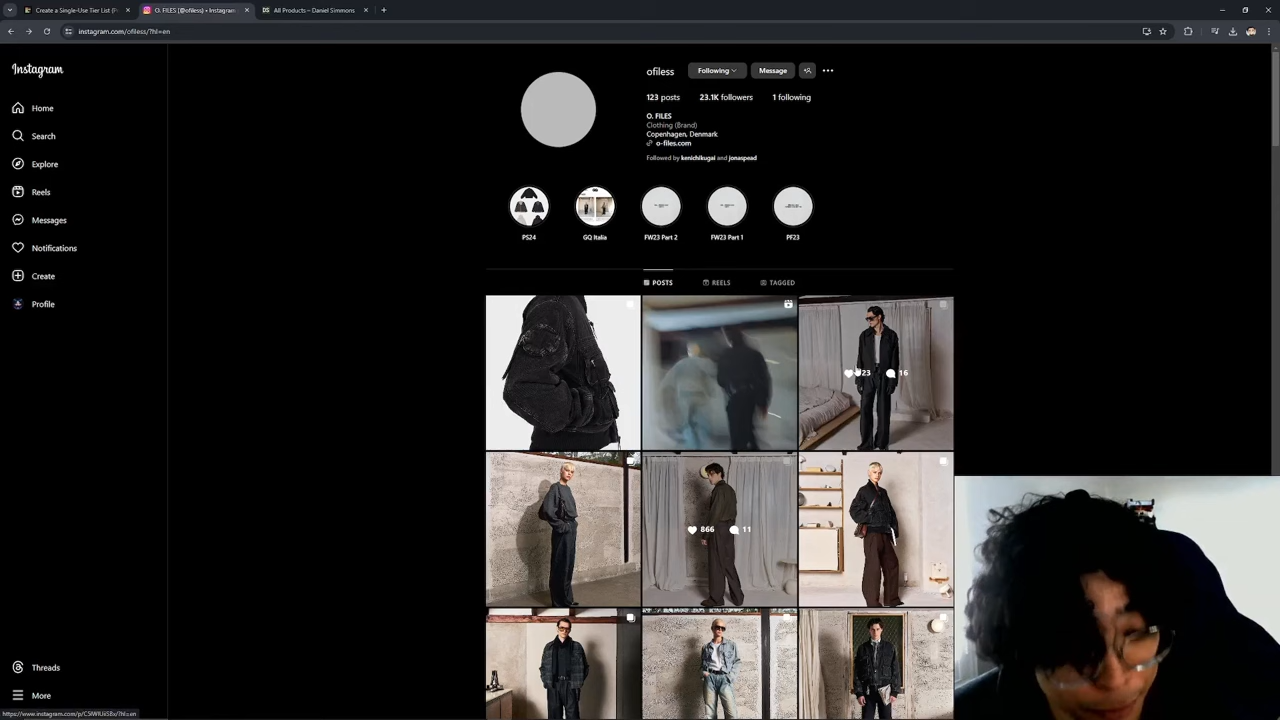 Create a Single-Use Tier List
O. FILES (@ofiless) • Instagram
All Products – Daniel Simmons
instagram.com/ofiless/?hl=en
Instagram
Home
Search
Explore
Reels
Messages
Notifications
Create
Profile
Threads
More
ofiless
Following
Message
123 posts
23.1K followers
1 following
O. FILES
Clothing (Brand)
Copenhagen, Denmark
o-files.com
Followed by kenichikugai and jonaspead
PS24
GQ Italia
FW23 Part 2
FW23 Part 1
PF23
POSTS
REELS
TAGGED
16
866
11